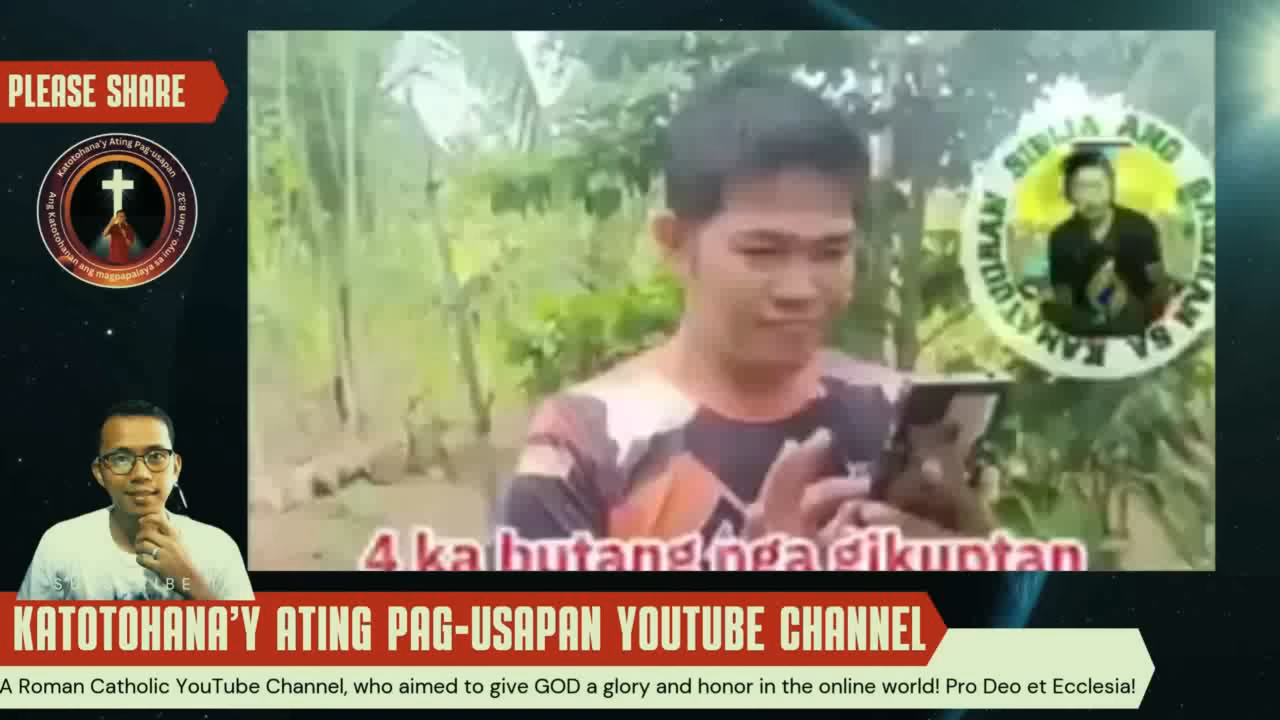 PLEASE SHARE
Katotohana'y Ating Pag-usapan
Ang Katotohanan ang magpapalaya sa inyo. Juan 8:32
BIBLIA ANG
SA KAMATUORAN
4 ka butang nga gikuptan
SUBSCRIBE
KATOTOHANA'Y ATING PAG-USAPAN YOUTUBE CHANNEL
A Roman Catholic YouTube Channel, who aimed to give GOD a glory and honor in the online world! Pro Deo et Ecclesia!